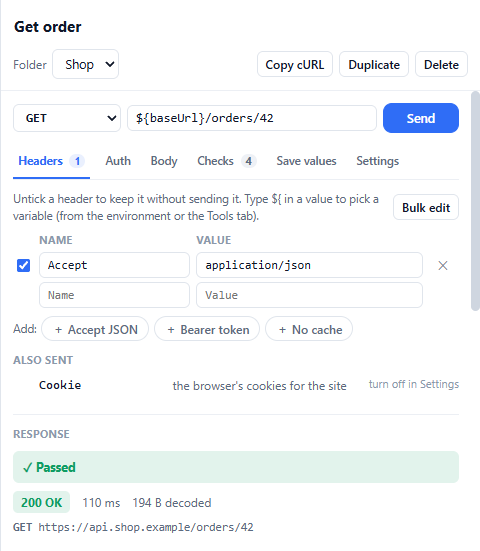 Get order
Folder Shop Copy cURL Duplicate Delete
GET ${baseUrl}/orders/42 Send
Headers 1 Auth Body Checks 4 Save values Settings
Untick a header to keep it without sending it. Type ${ in a value to pick a
variable (from the environment or the Tools tab).
Bulk edit
NAME VALUE
Accept application/json ×
Name Value
Add: + Accept JSON + Bearer token + No cache
ALSO SENT
Cookie the browser's cookies for the site turn off in Settings
RESPONSE
✓ Passed
200 OK 110 ms 194 B decoded
GET https://api.shop.example/orders/42